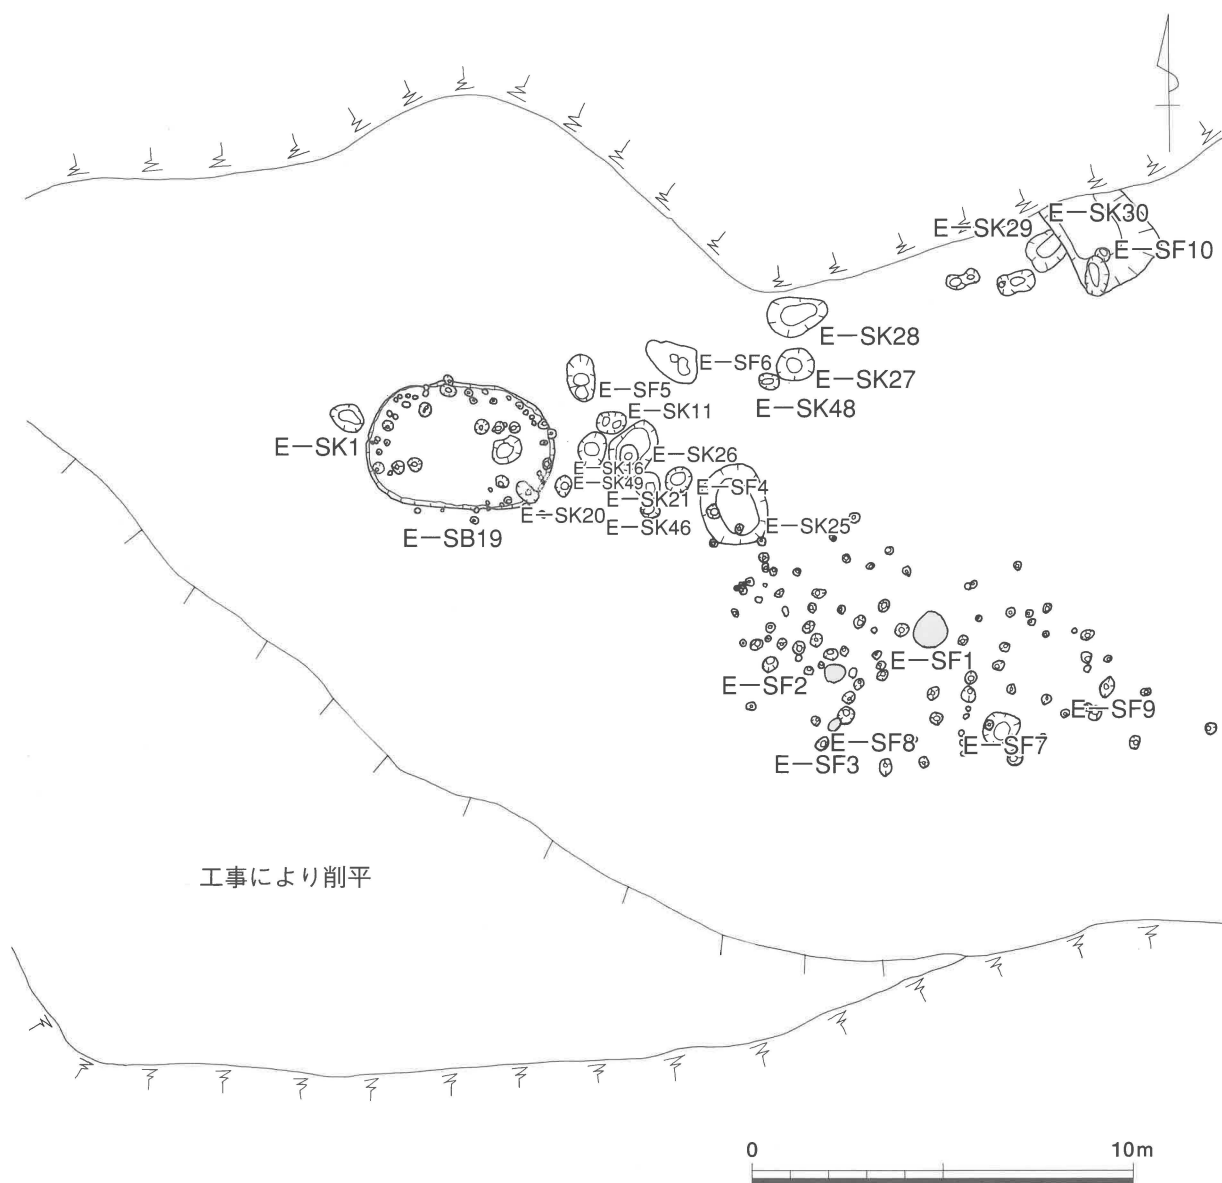 E－SK30
E－SK29
E－SF10
E－SK28
E－SF6
E－SK27
E－SF5
E－SK48
E－SK11
E－SK1
E－SK26
E－SK16
E－SK49
E－SF4
E－SK21
E－SK20
E－SK46
E－SK25
E－SB19
E－SF1
E－SF2
E－SF9
E－SF8
E－SF7
E－SF3
工事により削平
0 10m